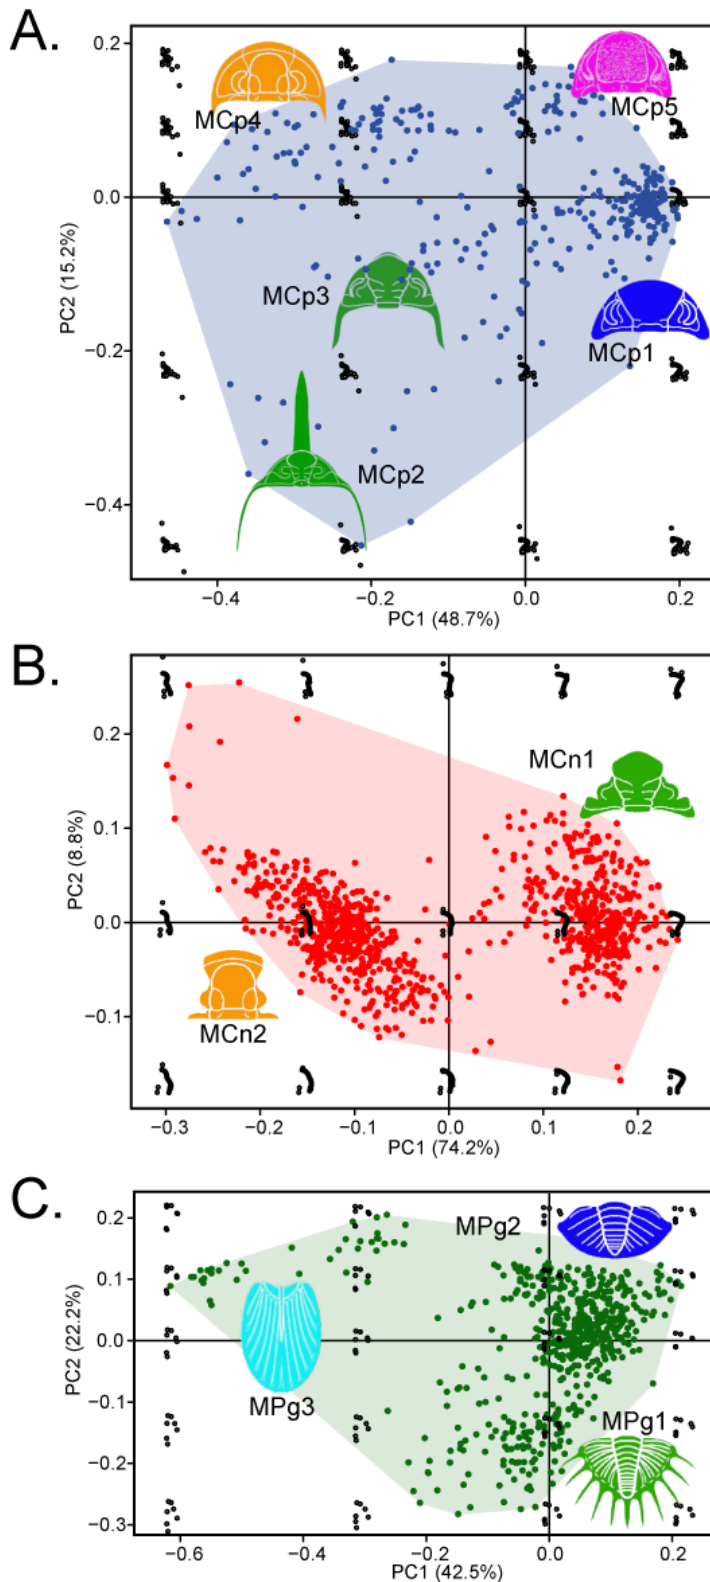 A.
0.2
0.0
−0.2
−0.4
PC2 (15.2%)
MCp4
MCp5
MCp3
MCp1
MCp2
−0.4
−0.2
0.0
0.2
PC1 (48.7%)
B.
0.2
0.1
0.0
−0.1
PC2 (8.8%)
MCn1
MCn2
−0.3
−0.2
−0.1
0.0
0.1
0.2
PC1 (74.2%)
C.
0.2
0.1
0.0
−0.1
−0.2
−0.3
PC2 (22.2%)
MPg2
MPg3
MPg1
−0.6
−0.4
−0.2
0.0
0.2
PC1 (42.5%)